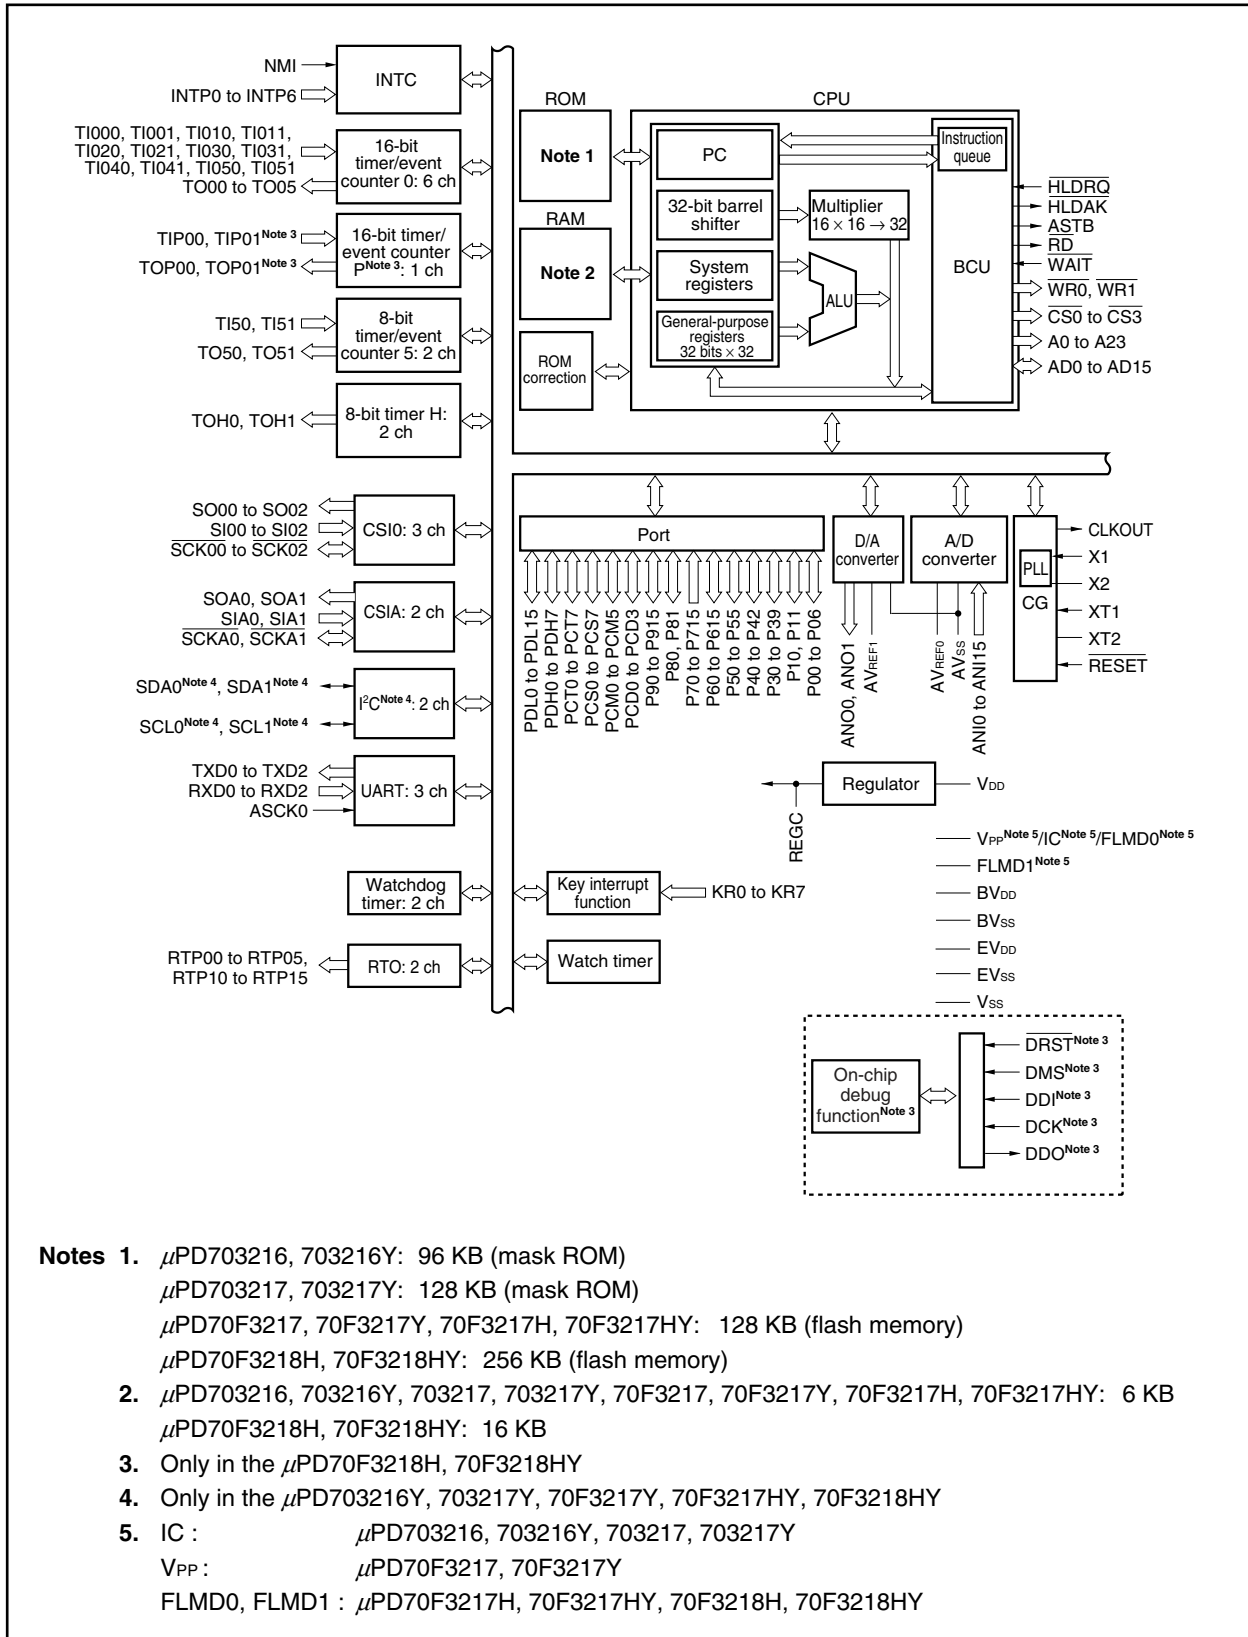 NMI
INTP0 to INTP6
INTC
TI000, TI001, TI010, TI011,
TI020, TI021, TI030, TI031,
TI040, TI041, TI050, TI051
TO00 to TO05
16-bit
timer/event
counter 0: 6 ch
TIP00, TIP01Note 3
TOP00, TOP01Note 3
16-bit timer/
event counter
PNote 3: 1 ch
TI50, TI51
TO50, TO51
8-bit
timer/event
counter 5: 2 ch
TOH0, TOH1
8-bit timer H:
2 ch
SO00 to SO02
SI00 to SI02
SCK00 to SCK02
CSI0: 3 ch
SOA0, SOA1
SIA0, SIA1
SCKA0, SCKA1
CSIA: 2 ch
SDA0Note 4, SDA1Note 4
SCL0Note 4, SCL1Note 4
I²CNote 4: 2 ch
TXD0 to TXD2
RXD0 to RXD2
ASCK0
UART: 3 ch
Watchdog
timer: 2 ch
RTP00 to RTP05,
RTP10 to RTP15
RTO: 2 ch
ROM
Note 1
RAM
Note 2
ROM
correction
CPU
PC
32-bit barrel
shifter
System
registers
General-purpose
registers
32 bits × 32
Multiplier
16 × 16 → 32
ALU
Instruction
queue
BCU
HLDRQ
HLDAK
ASTB
RD
WAIT
WR0, WR1
CS0 to CS3
A0 to A23
AD0 to AD15
Port
PDL0 to PDL15
PDH0 to PDH7
PCT0 to PCT7
PCS0 to PCS7
PCM0 to PCM5
PCD0 to PCD3
P90 to P915
P80, P81
P70 to P715
P60 to P615
P50 to P55
P40 to P42
P30 to P39
P10, P11
P00 to P06
D/A
converter
ANO0, ANO1
AVREF1
A/D
converter
AVREF0
AVSS
ANI0 to ANI15
PLL
CG
CLKOUT
X1
X2
XT1
XT2
RESET
Regulator
VDD
REGC
Key interrupt
function
KR0 to KR7
Watch timer
VPPNote 5/ICNote 5/FLMD0Note 5
FLMD1Note 5
BVDD
BVSS
EVDD
EVSS
VSS
On-chip
debug
functionNote 3
DRSTNote 3
DMSNote 3
DDINote 3
DCKNote 3
DDONote 3
Notes 1. μPD703216, 703216Y: 96 KB (mask ROM)
μPD703217, 703217Y: 128 KB (mask ROM)
μPD70F3217, 70F3217Y, 70F3217H, 70F3217HY: 128 KB (flash memory)
μPD70F3218H, 70F3218HY: 256 KB (flash memory)
2. μPD703216, 703216Y, 703217, 703217Y, 70F3217, 70F3217Y, 70F3217H, 70F3217HY: 6 KB
μPD70F3218H, 70F3218HY: 16 KB
3. Only in the μPD70F3218H, 70F3218HY
4. Only in the μPD703216Y, 703217Y, 70F3217Y, 70F3217HY, 70F3218HY
5. IC : μPD703216, 703216Y, 703217, 703217Y
VPP : μPD70F3217, 70F3217Y
FLMD0, FLMD1 : μPD70F3217H, 70F3217HY, 70F3218H, 70F3218HY